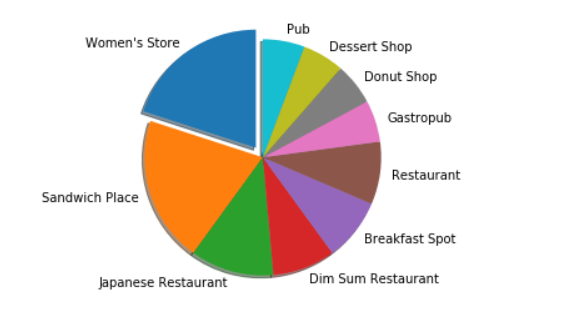 Pub
Women's Store
Dessert Shop
Donut Shop
Gastropub
Restaurant
Sandwich Place
Breakfast Spot
Dim Sum Restaurant
Japanese Restaurant